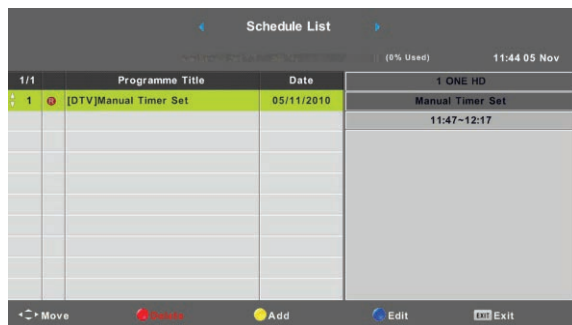 Schedule List
(0% Used) 11:44 05 Nov
1/1 Programme Title Date 1 ONE HD
1 R [DTV]Manual Timer Set 05/11/2010 Manual Timer Set
11:47~12:17
Move Delete Add Edit EXIT Exit